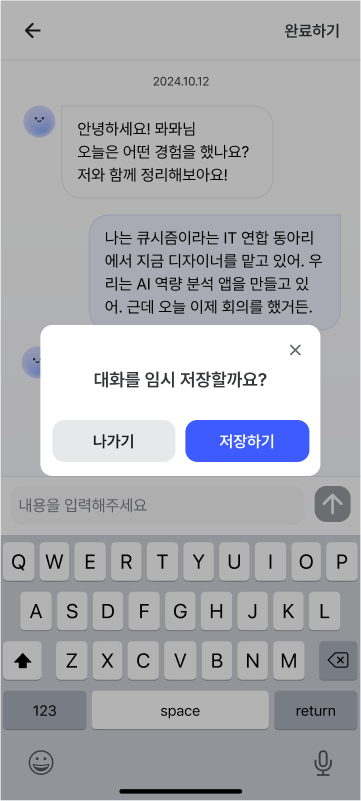 완료하기
2024.10.12
안녕하세요! 뫄뫄님
오늘은 어떤 경험을 했나요?
저와 함께 정리해보아요!
나는 큐시즘이라는 IT 연합 동아리
에서 지금 디자이너를 맡고 있어. 우
리는 AI 역량 분석 앱을 만들고 있
어. 근데 오늘 이제 회의를 했거든.
대화를 임시 저장할까요?
나가기 저장하기
내용을 입력해주세요
Q W E R T Y U I O P
A S D F G H J K L
Z X C V B N M
123 space return